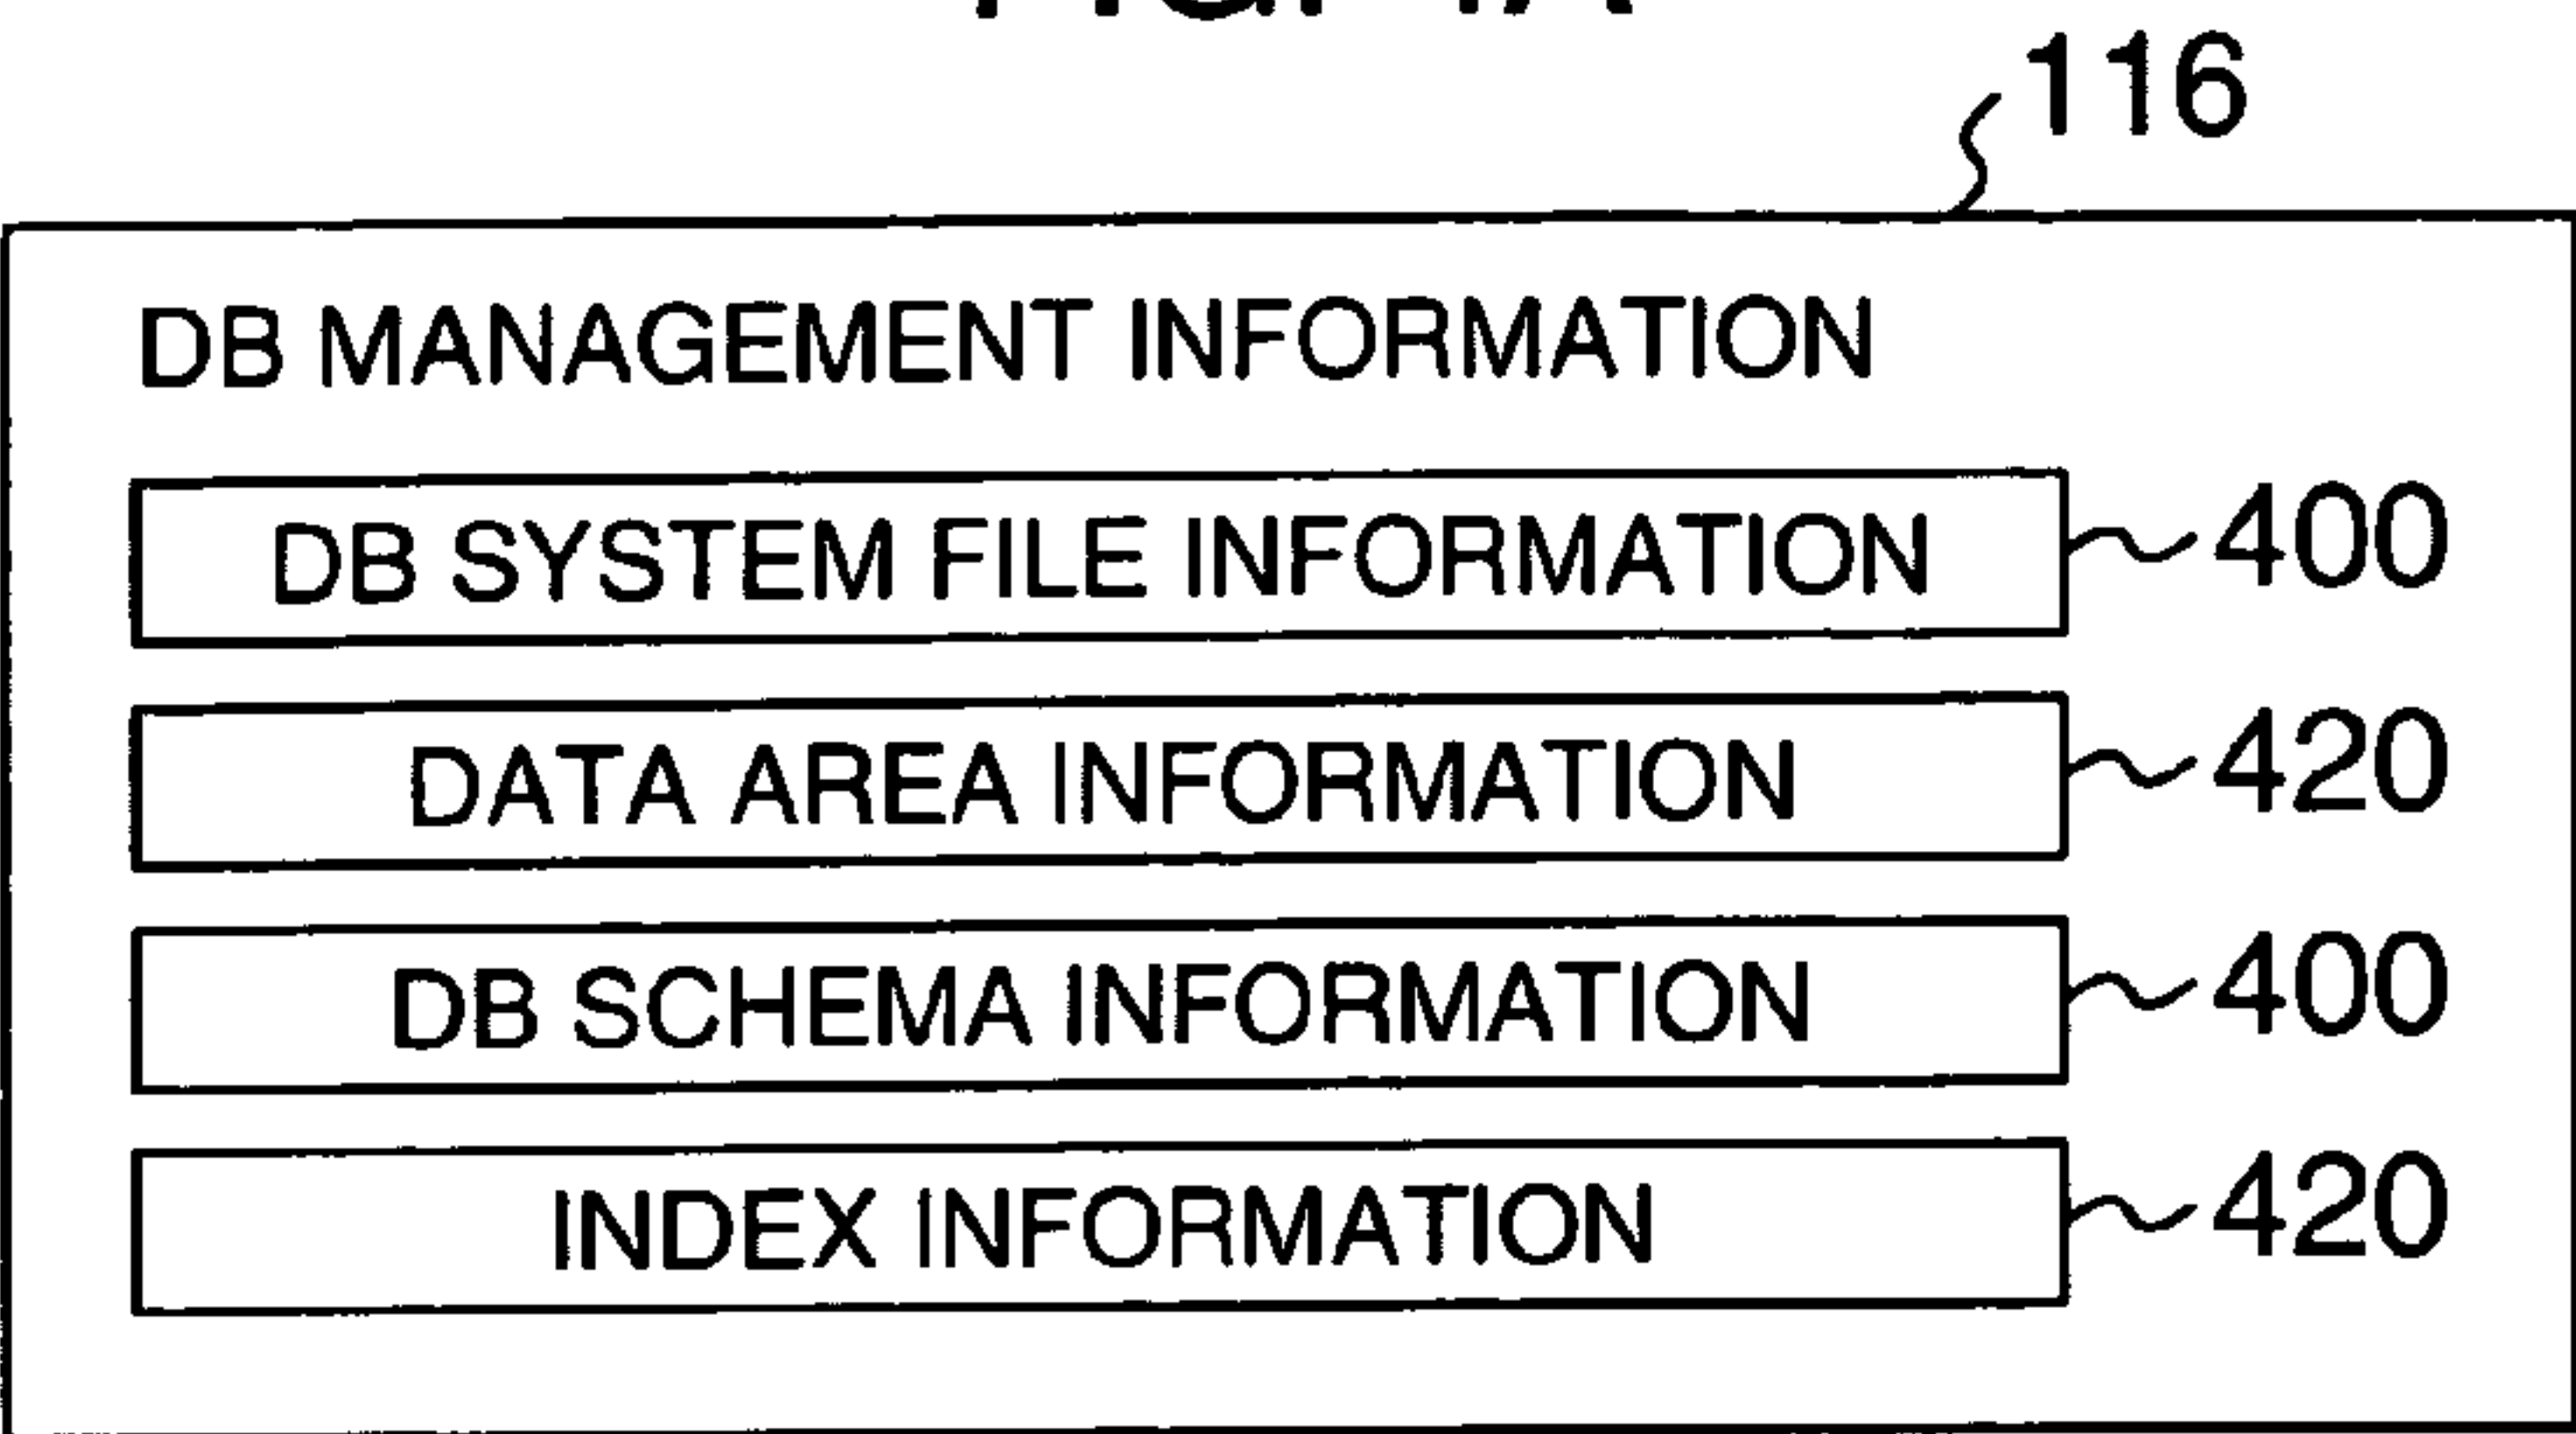 116
DB MANAGEMENT INFORMATION
DB SYSTEM FILE INFORMATION 400
DATA AREA INFORMATION 420
DB SCHEMA INFORMATION 400
INDEX INFORMATION 420